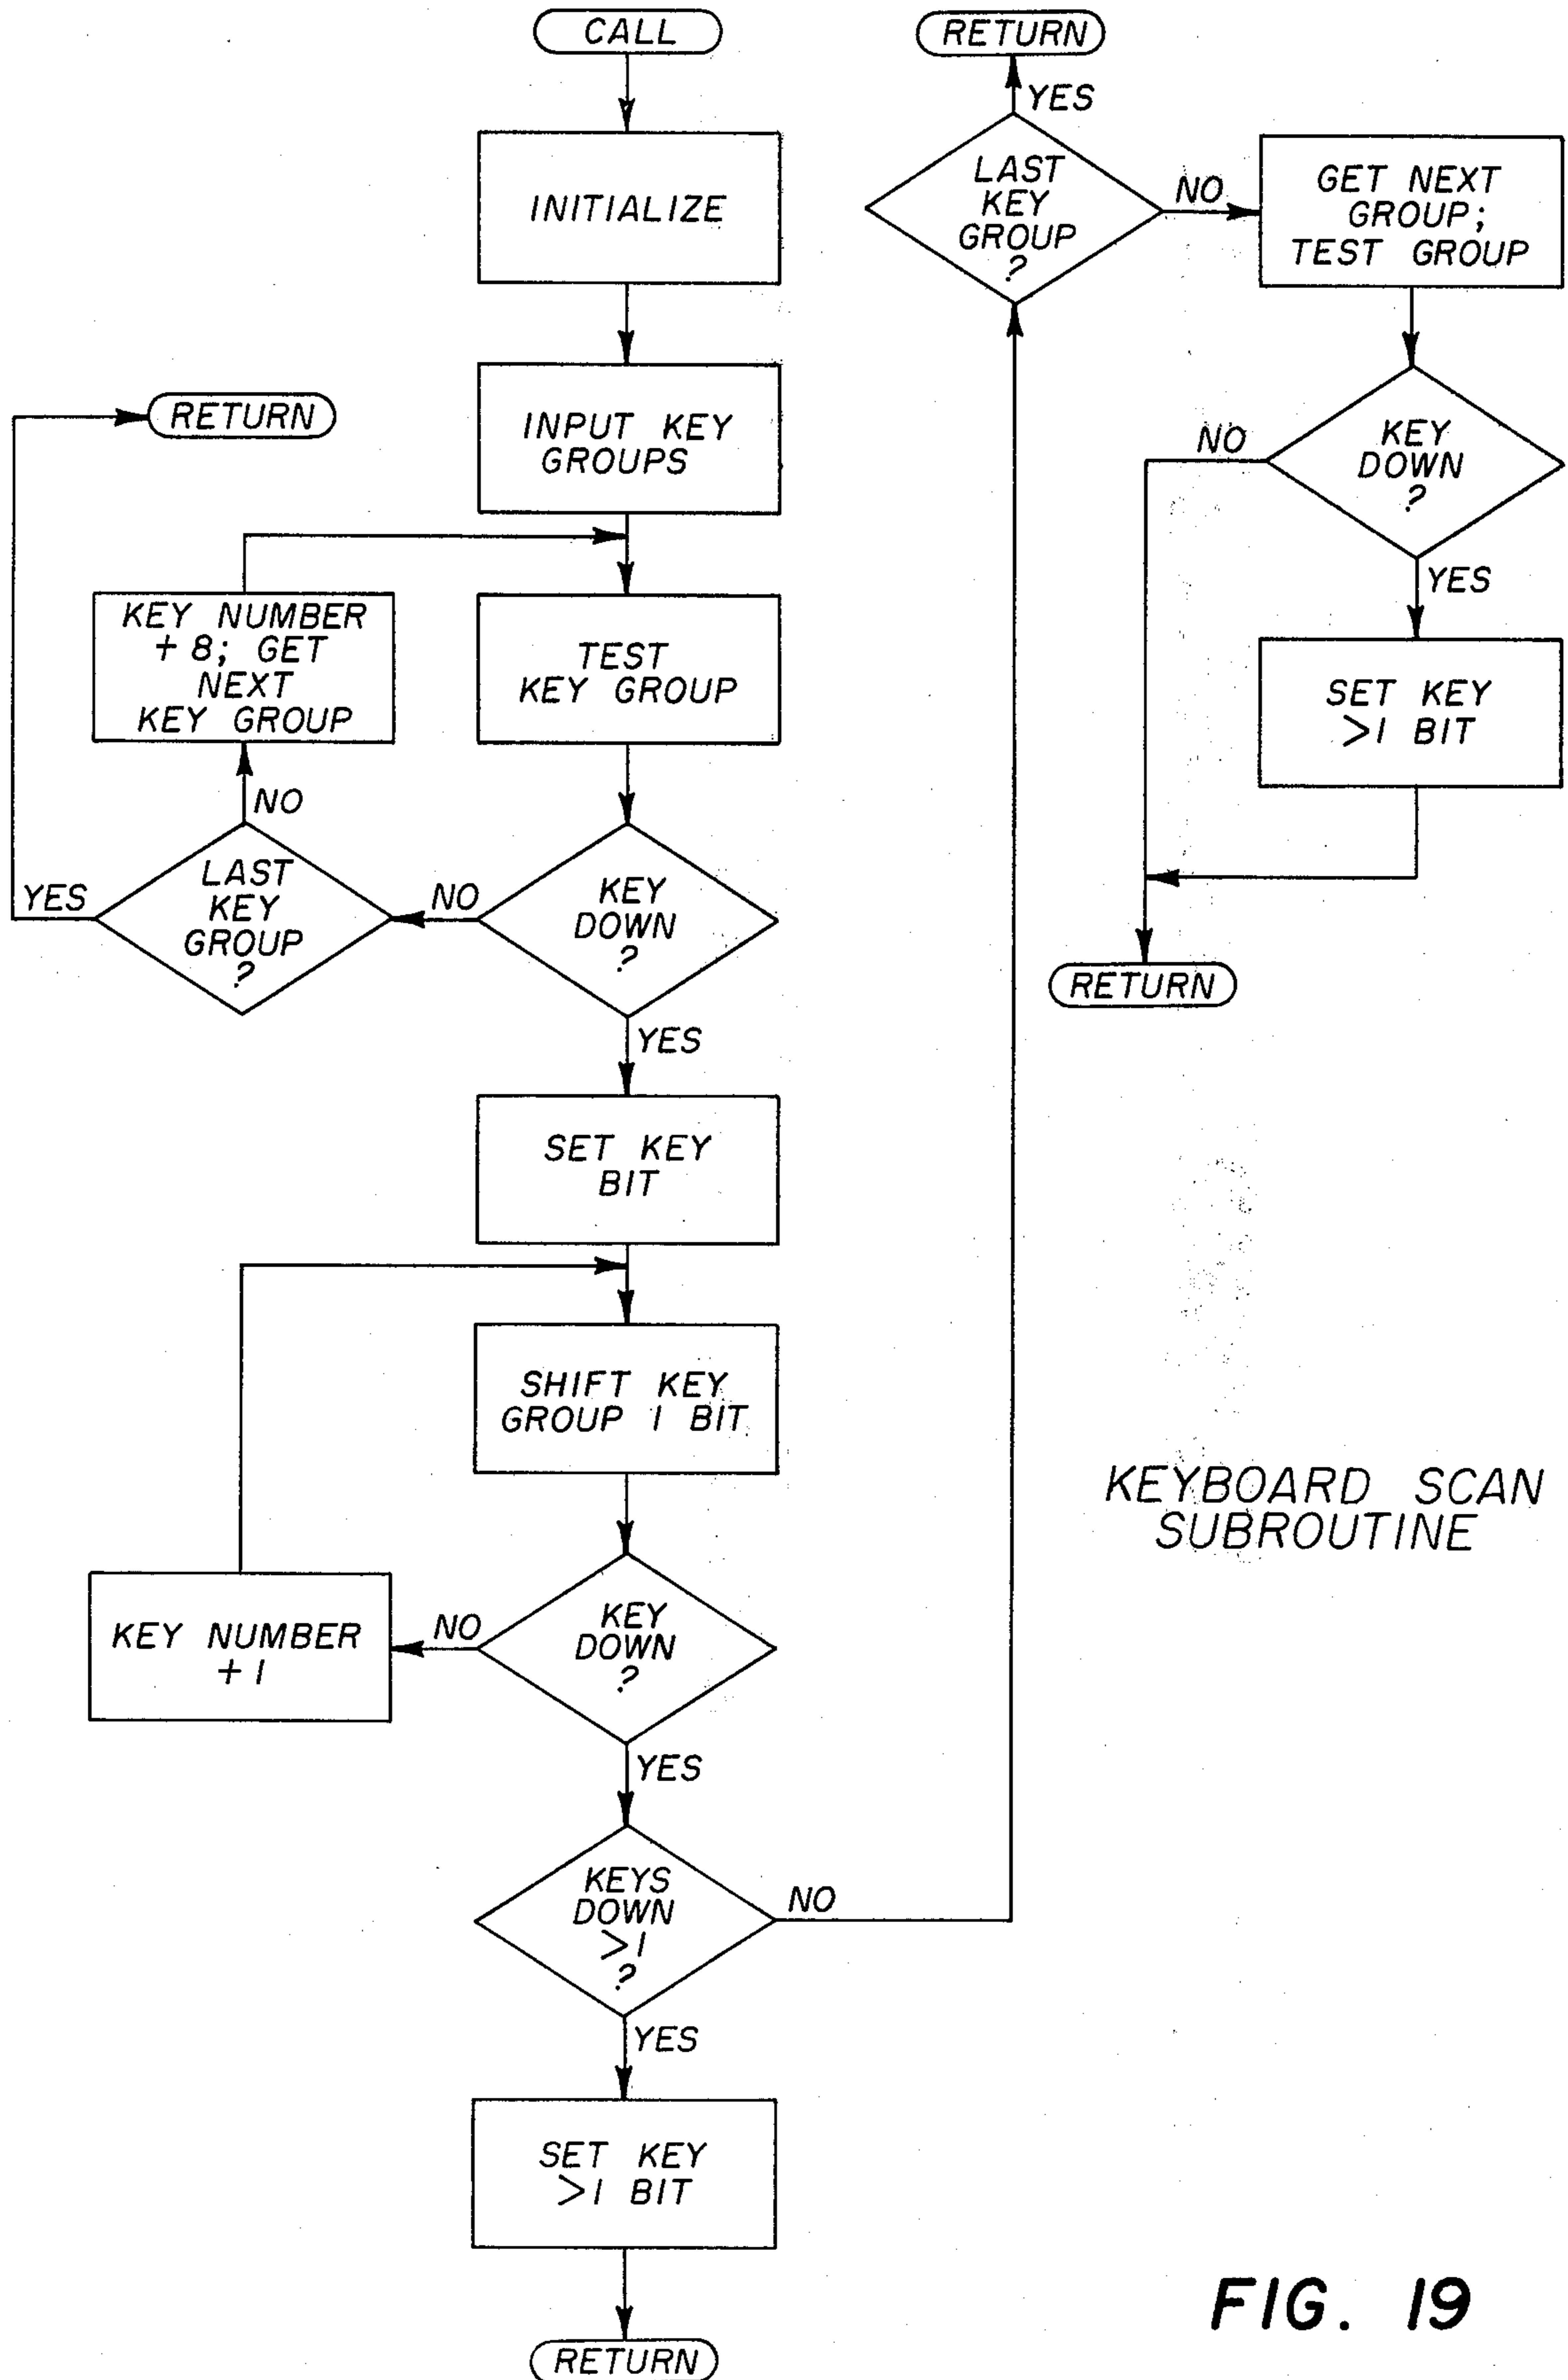 CALL
INITIALIZE
INPUT KEY
GROUPS
RETURN
KEY NUMBER
+ 8; GET
NEXT
KEY GROUP
TEST
KEY GROUP
NO
LAST
KEY
GROUP
?
YES
NO
KEY
DOWN
?
YES
SET KEY
BIT
SHIFT KEY
GROUP 1 BIT
KEY NUMBER
+1
NO
KEY
DOWN
?
YES
KEYS
DOWN
>1
?
NO
YES
SET KEY
>1 BIT
RETURN
RETURN
YES
LAST
KEY
GROUP
?
NO
GET NEXT
GROUP;
TEST GROUP
NO
KEY
DOWN
?
YES
SET KEY
>1 BIT
RETURN
KEYBOARD SCAN
SUBROUTINE
FIG. 19